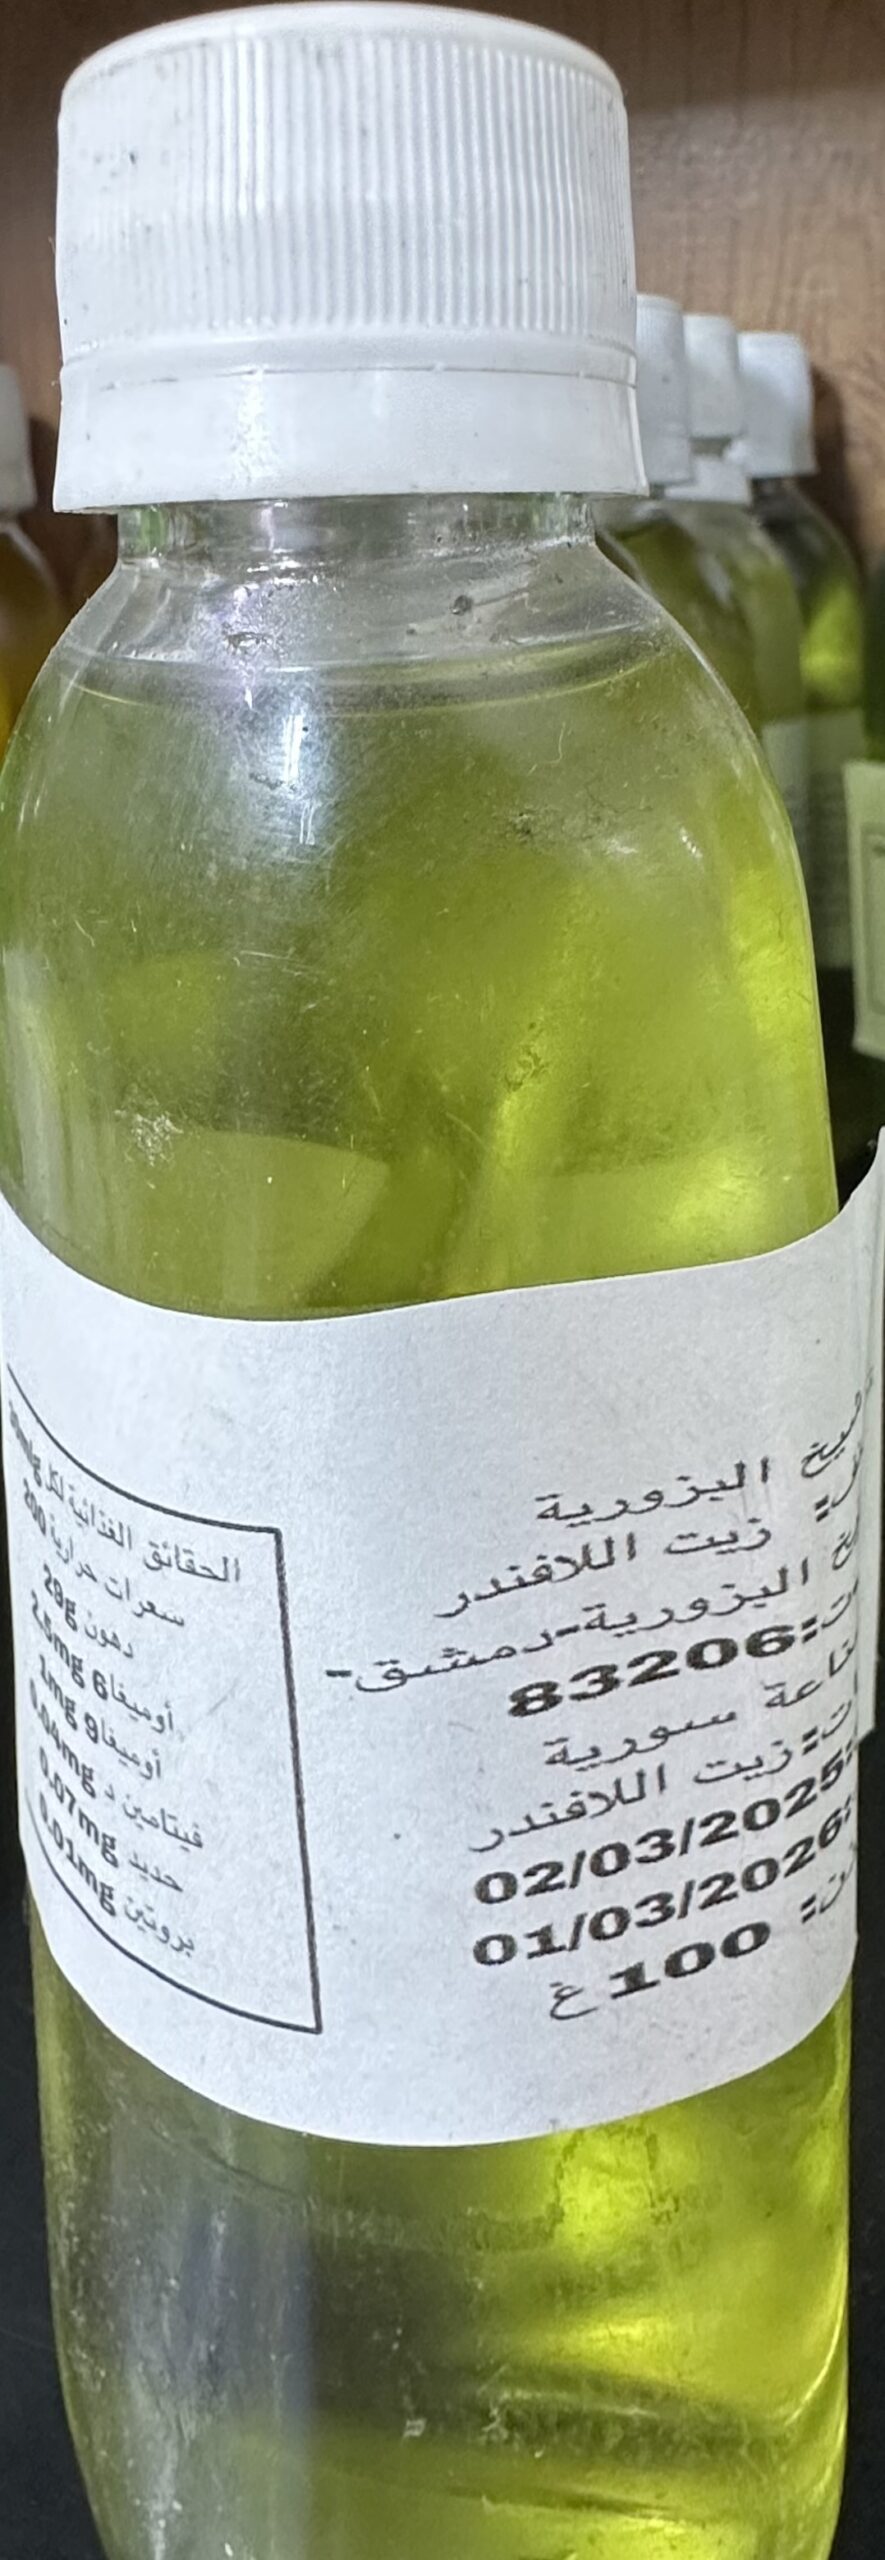 شيخ البزورية
زيت اللافندر
البزورية-دمشق-
83206
صناعة سورية
زيت اللافندر
02/03/2025:
01/03/2026:
100 غ
الحقائق الغذائية لكل
سعرات حرارية 200
دهون 29g
أوميغا6 2.5mg
أوميغا9 1mg
فيتامين د 0.04mg
حديد 0.07mg
بروتين 0.01mg